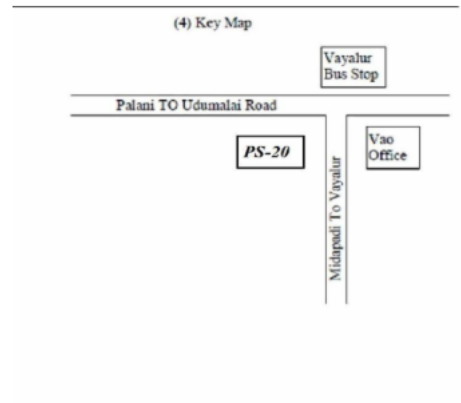 (4) Key Map
Vayalur
Bus Stop
Palani TO Udumalai Road
PS-20
Vao
Office
Midapadi To Vayalur